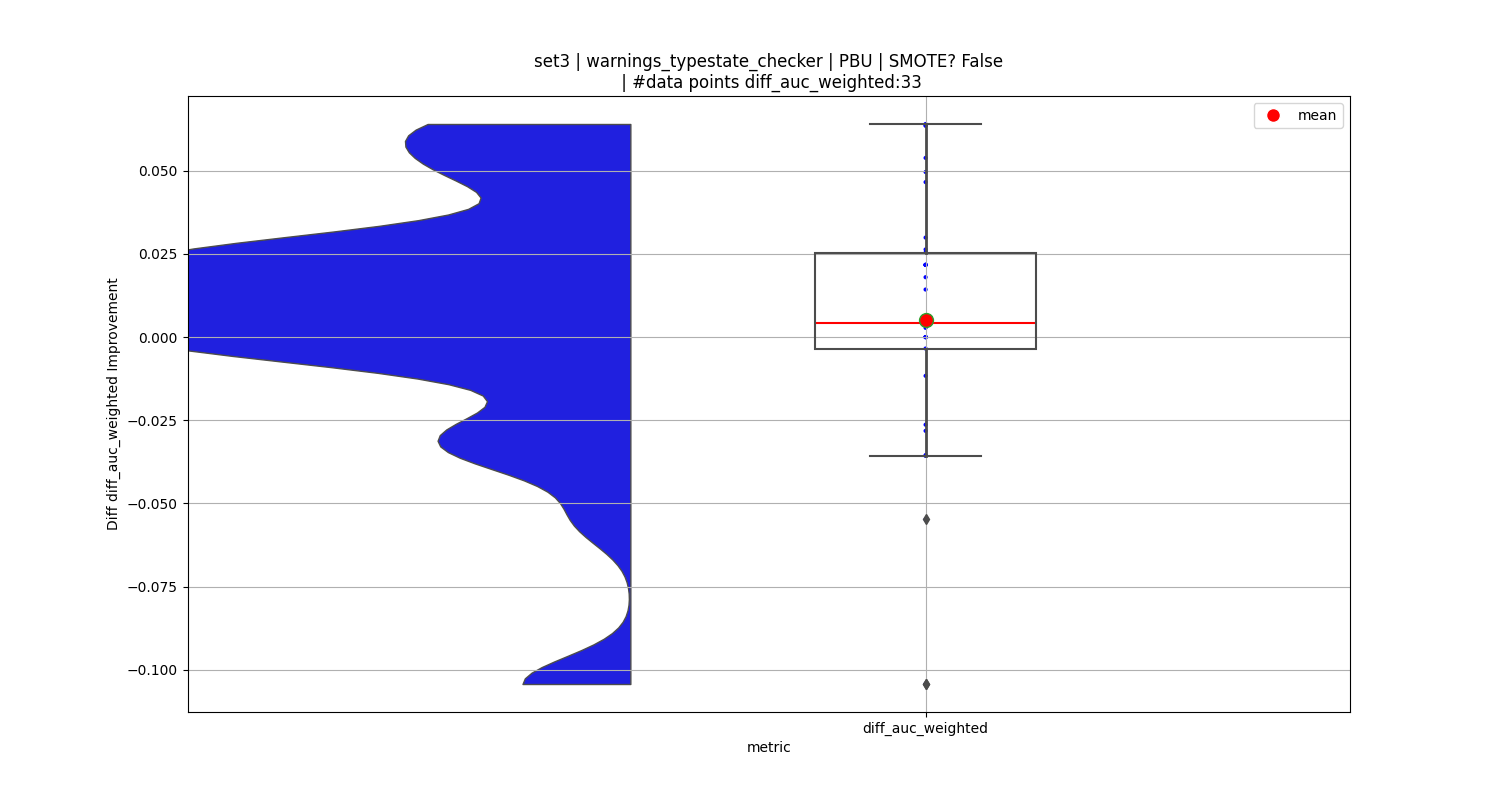 set3 | warnings_typestate_checker | PBU | SMOTE? False
| #data points diff_auc_weighted:33
mean
0.050
0.025
0.000
−0.025
−0.050
−0.075
−0.100
Diff diff_auc_weighted Improvement
diff_auc_weighted
metric